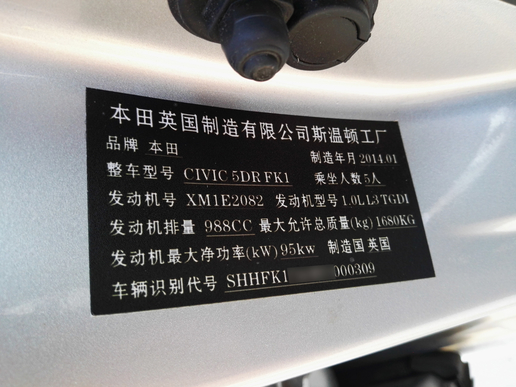 本田英国制造有限公司斯温顿工厂
品牌 本田 制造年月 2014.01
整车型号 CIVIC 5DR FK1 乘坐人数 5人
发动机号 XM1E2082 发动机型号 1.0L L3 TGDI
发动机排量 988CC 最大允许总质量(kg) 1680KG
发动机最大净功率(kW) 95kw 制造国 英国
车辆识别代号 SHHFK1 000309